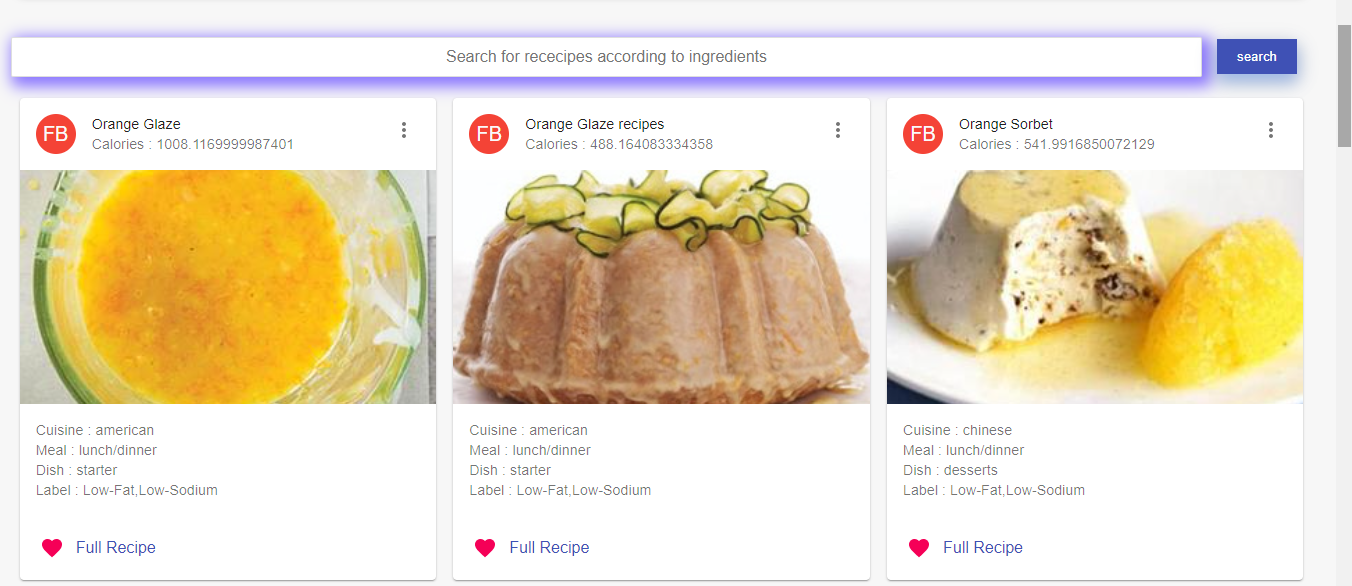 Search for rececipes according to ingredients
search
FB
Orange Glaze
Calories : 1008.1169999987401
Cuisine : american
Meal : lunch/dinner
Dish : starter
Label : Low-Fat,Low-Sodium
Full Recipe
FB
Orange Glaze recipes
Calories : 488.164083334358
Cuisine : american
Meal : lunch/dinner
Dish : starter
Label : Low-Fat,Low-Sodium
Full Recipe
FB
Orange Sorbet
Calories : 541.9916850072129
Cuisine : chinese
Meal : lunch/dinner
Dish : desserts
Label : Low-Fat,Low-Sodium
Full Recipe